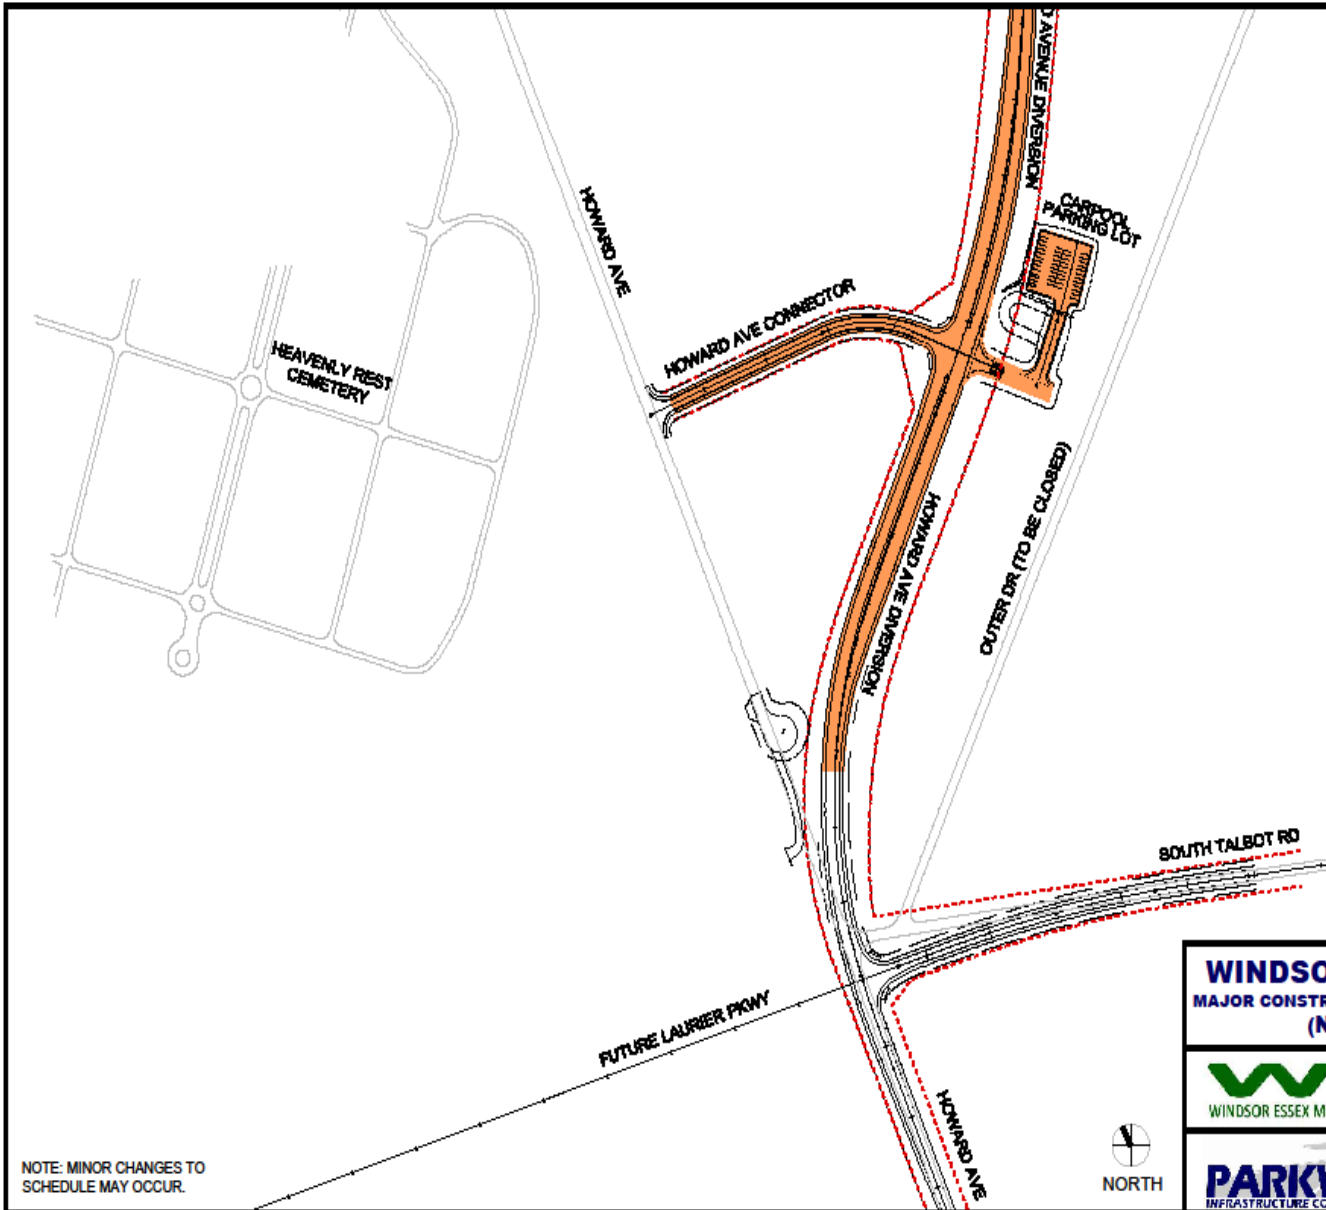 D AVENUE DIVERSION
CARPOOL
PARKING LOT
HOWARD AVE
HOWARD AVE CONNECTOR
HEAVENLY REST
CEMETERY
OUTER DR (TO BE CLOSED)
HOWARD AVE DIVERSION
SOUTH TALBOT RD
FUTURE LAURIER PKWY
HOWARD AVE
NOTE: MINOR CHANGES TO
SCHEDULE MAY OCCUR.
NORTH
WINDSO
MAJOR CONSTR
(N
WINDSOR ESSEX M
PARKW
INFRASTRUCTURE CO